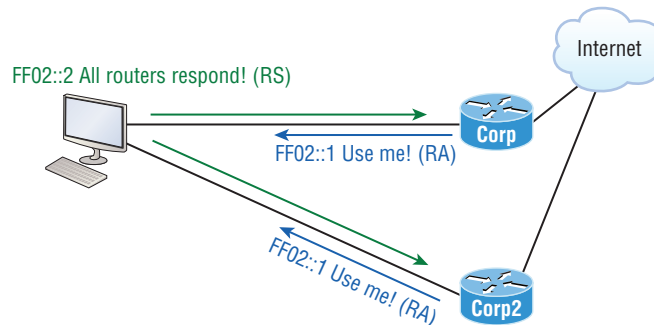 Internet
FF02::2 All routers respond! (RS)
Corp
FF02::1 Use me! (RA)
FF02::1 Use me! (RA)
Corp2